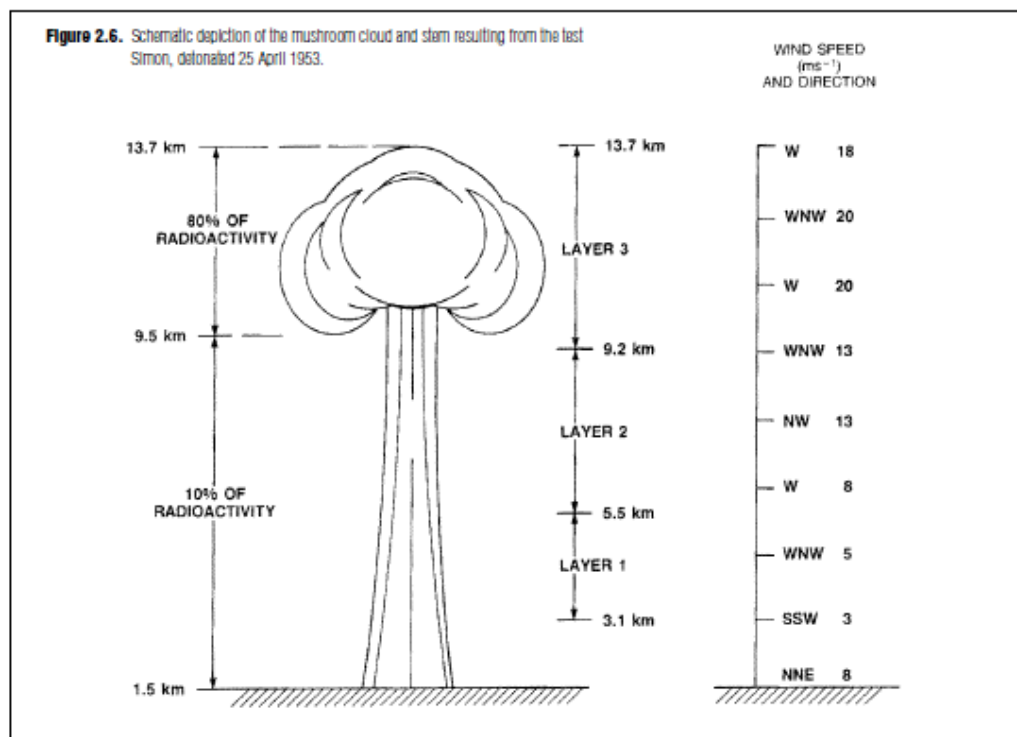 Figure 2.6. Schematic depiction of the mushroom cloud and stem resulting from the test
Simon, detonated 25 April 1953.
WIND SPEED
(ms⁻¹)
AND DIRECTION
13.7 km
13.7 km
W 18
80% OF
RADIOACTIVITY
WNW 20
LAYER 3
W 20
9.5 km
9.2 km
WNW 13
LAYER 2
NW 13
10% OF
RADIOACTIVITY
W 8
5.5 km
WNW 5
LAYER 1
3.1 km
SSW 3
1.5 km
NNE 8